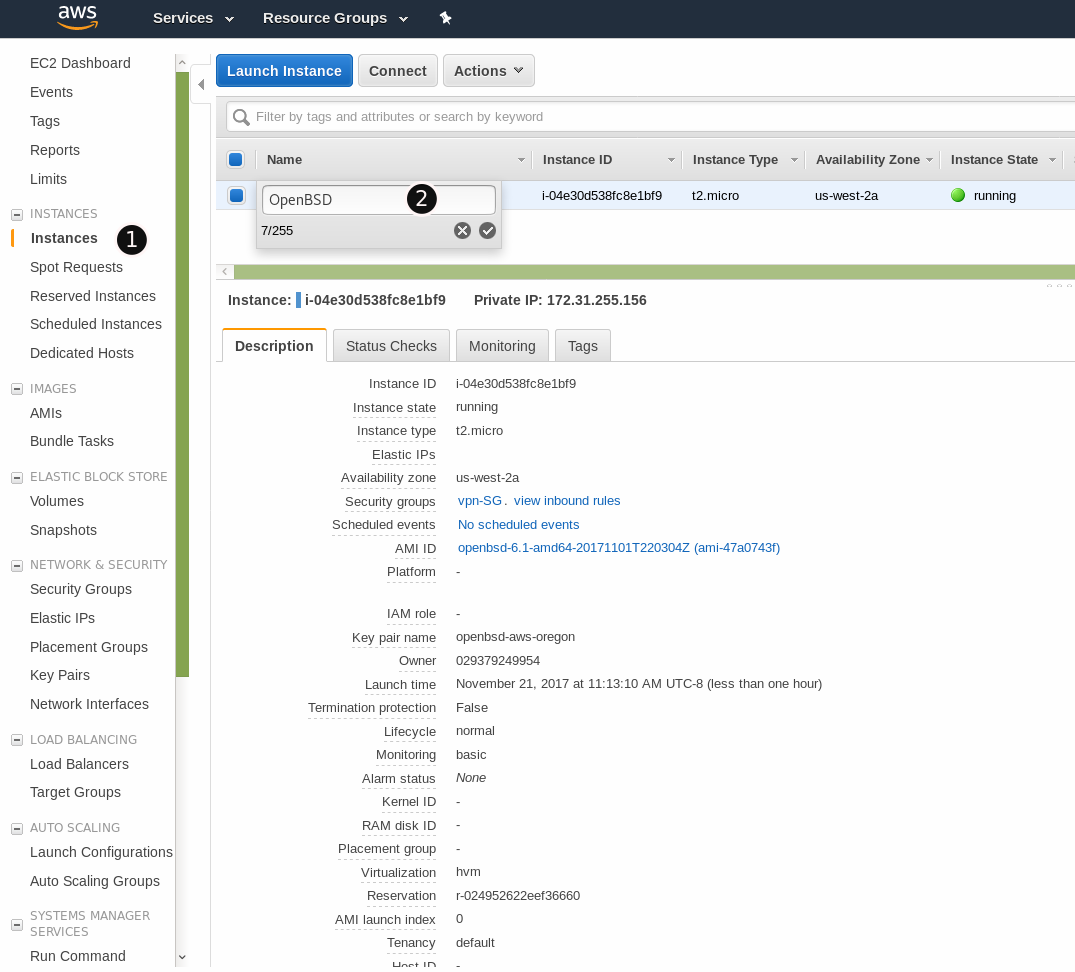 aws Services Resource Groups
EC2 Dashboard
Events
Tags
Reports
Limits
INSTANCES
Instances 1
Spot Requests
Reserved Instances
Scheduled Instances
Dedicated Hosts
IMAGES
AMIs
Bundle Tasks
ELASTIC BLOCK STORE
Volumes
Snapshots
NETWORK & SECURITY
Security Groups
Elastic IPs
Placement Groups
Key Pairs
Network Interfaces
LOAD BALANCING
Load Balancers
Target Groups
AUTO SCALING
Launch Configurations
Auto Scaling Groups
SYSTEMS MANAGER
SERVICES
Run Command
Launch Instance Connect Actions
Filter by tags and attributes or search by keyword
Name Instance ID Instance Type Availability Zone Instance State
OpenBSD 2 i-04e30d538fc8e1bf9 t2.micro us-west-2a running
7/255
Instance: i-04e30d538fc8e1bf9 Private IP: 172.31.255.156
Description Status Checks Monitoring Tags
Instance ID i-04e30d538fc8e1bf9
Instance state running
Instance type t2.micro
Elastic IPs
Availability zone us-west-2a
Security groups vpn-SG . view inbound rules
Scheduled events No scheduled events
AMI ID openbsd-6.1-amd64-20171101T220304Z (ami-47a0743f)
Platform -
IAM role -
Key pair name openbsd-aws-oregon
Owner 029379249954
Launch time November 21, 2017 at 11:13:10 AM UTC-8 (less than one hour)
Termination protection False
Lifecycle normal
Monitoring basic
Alarm status None
Kernel ID -
RAM disk ID -
Placement group -
Virtualization hvm
Reservation r-024952622eef36660
AMI launch index 0
Tenancy default
Host ID -